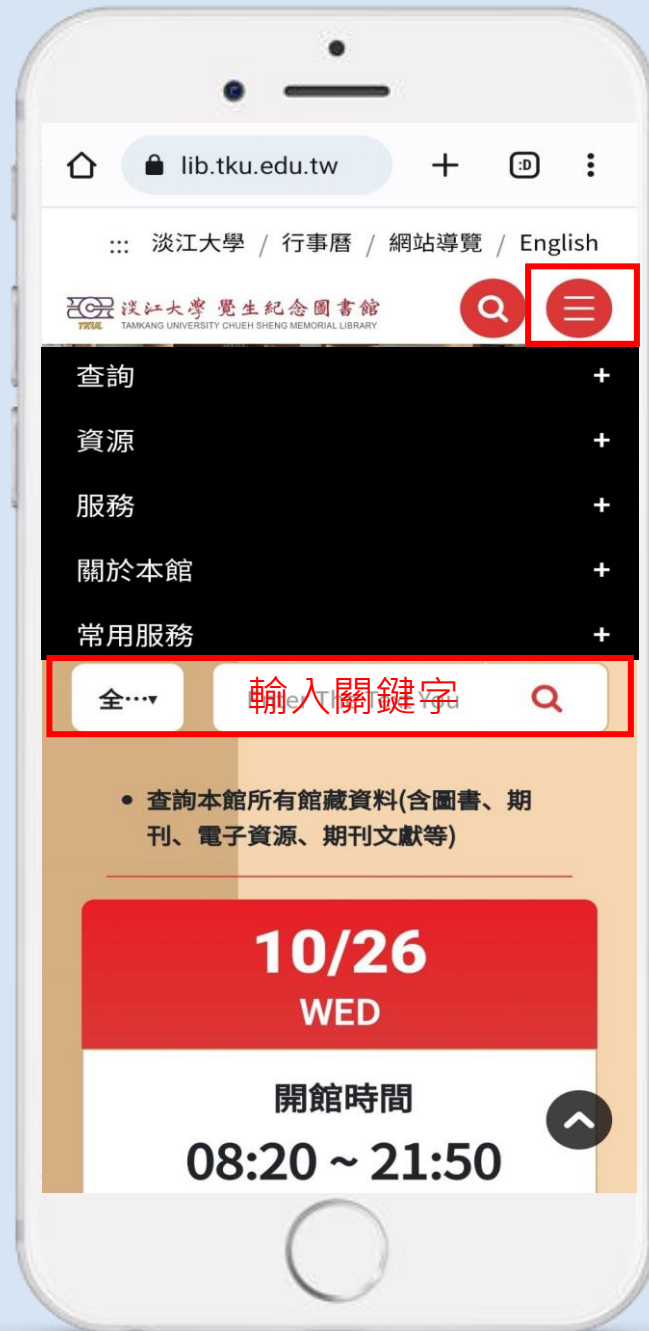 lib.tku.edu.tw
::: 淡江大學 / 行事曆 / 網站導覽 / English
淡江大學 覺生紀念圖書館
TKUL TAMKANG UNIVERSITY CHUEH SHENG MEMORIAL LIBRARY
查詢 +
資源 +
服務 +
關於本館 +
常用服務 +
全…▾ 輸入關鍵字
• 查詢本館所有館藏資料(含圖書、期
刊、電子資源、期刊文獻等)
10/26
WED
開館時間
08:20 ~ 21:50